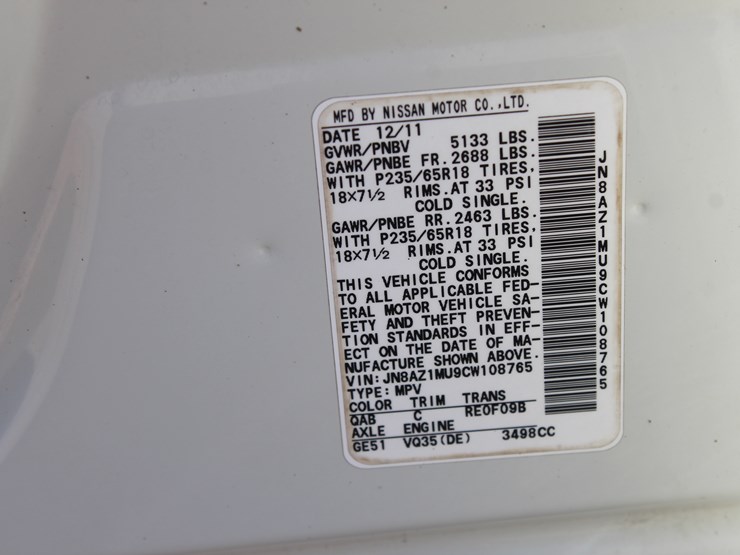 MFD BY NISSAN MOTOR CO.,LTD.
DATE 12/11
GVWR/PNBV 5133 LBS.
GAWR/PNBE FR. 2688 LBS.
WITH P235/65R18 TIRES,
18×7½ RIMS.AT 33 PSI
COLD SINGLE.
GAWR/PNBE RR. 2463 LBS.
WITH P235/65R18 TIRES,
18×7½ RIMS.AT 33 PSI
COLD SINGLE.
THIS VEHICLE CONFORMS
TO ALL APPLICABLE FED-
ERAL MOTOR VEHICLE SA-
FETY AND THEFT PREVEN-
TION STANDARDS IN EFF-
ECT ON THE DATE OF MA-
NUFACTURE SHOWN ABOVE.
VIN: JN8AZ1MU9CW108765
TYPE: MPV
COLOR TRIM TRANS
QAB C RE0F09B
AXLE ENGINE
GE51 VQ35(DE) 3498CC
JN8AZ1MU9CW108765